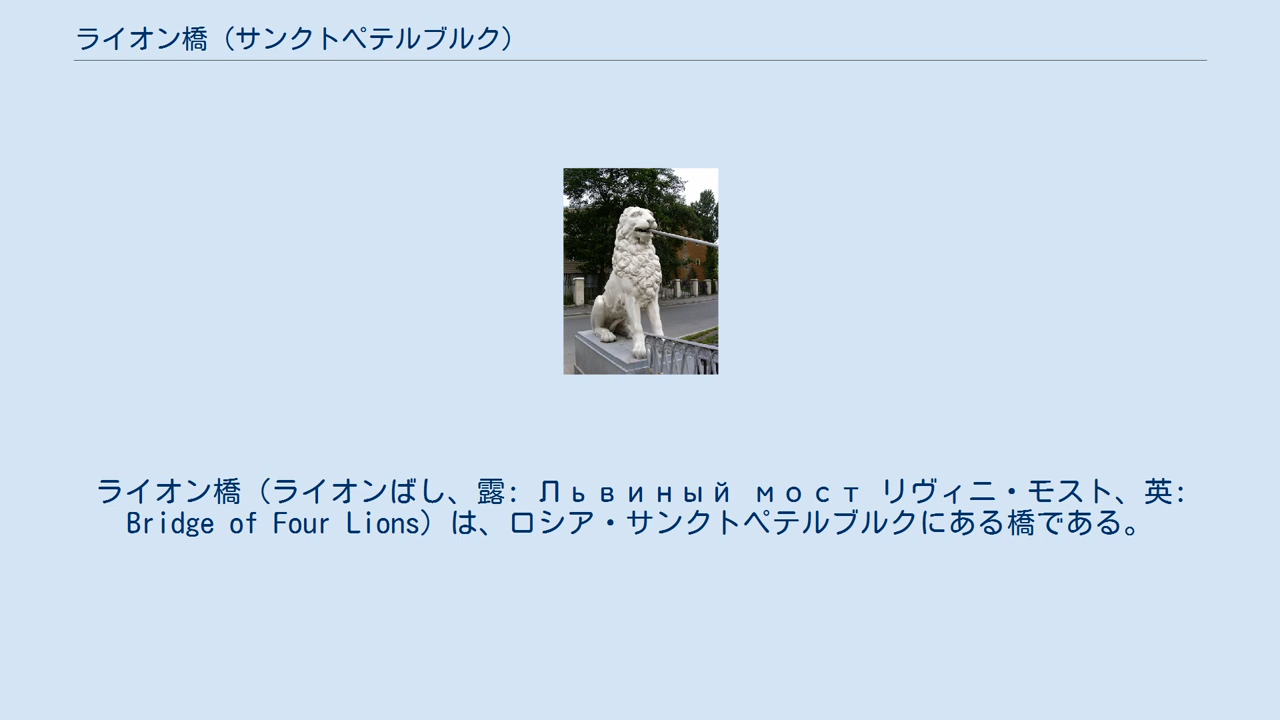 ライオン橋（サンクトペテルブルク）
ライオン橋（ライオンばし、露: Львиный мост リヴィニ・モスト、英:
Bridge of Four Lions）は、ロシア・サンクトペテルブルクにある橋である。